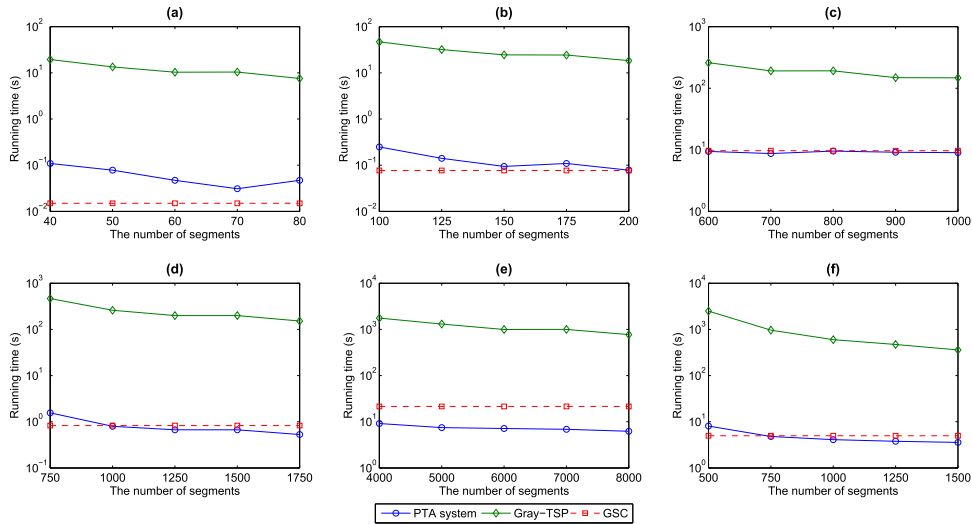 (a)
Running time (s)
10^2
10^1
10^0
10^-1
10^-2
40 50 60 70 80
The number of segments
(b)
Running time (s)
10^2
10^1
10^0
10^-1
10^-2
100 125 150 175 200
The number of segments
(c)
Running time (s)
10^3
10^2
10^1
10^0
600 700 800 900 1000
The number of segments
(d)
Running time (s)
10^3
10^2
10^1
10^0
10^-1
750 1000 1250 1500 1750
The number of segments
(e)
Running time (s)
10^4
10^3
10^2
10^1
10^0
4000 5000 6000 7000 8000
The number of segments
(f)
Running time (s)
10^4
10^3
10^2
10^1
10^0
500 750 1000 1250 1500
The number of segments
PTA system Gray-TSP GSC